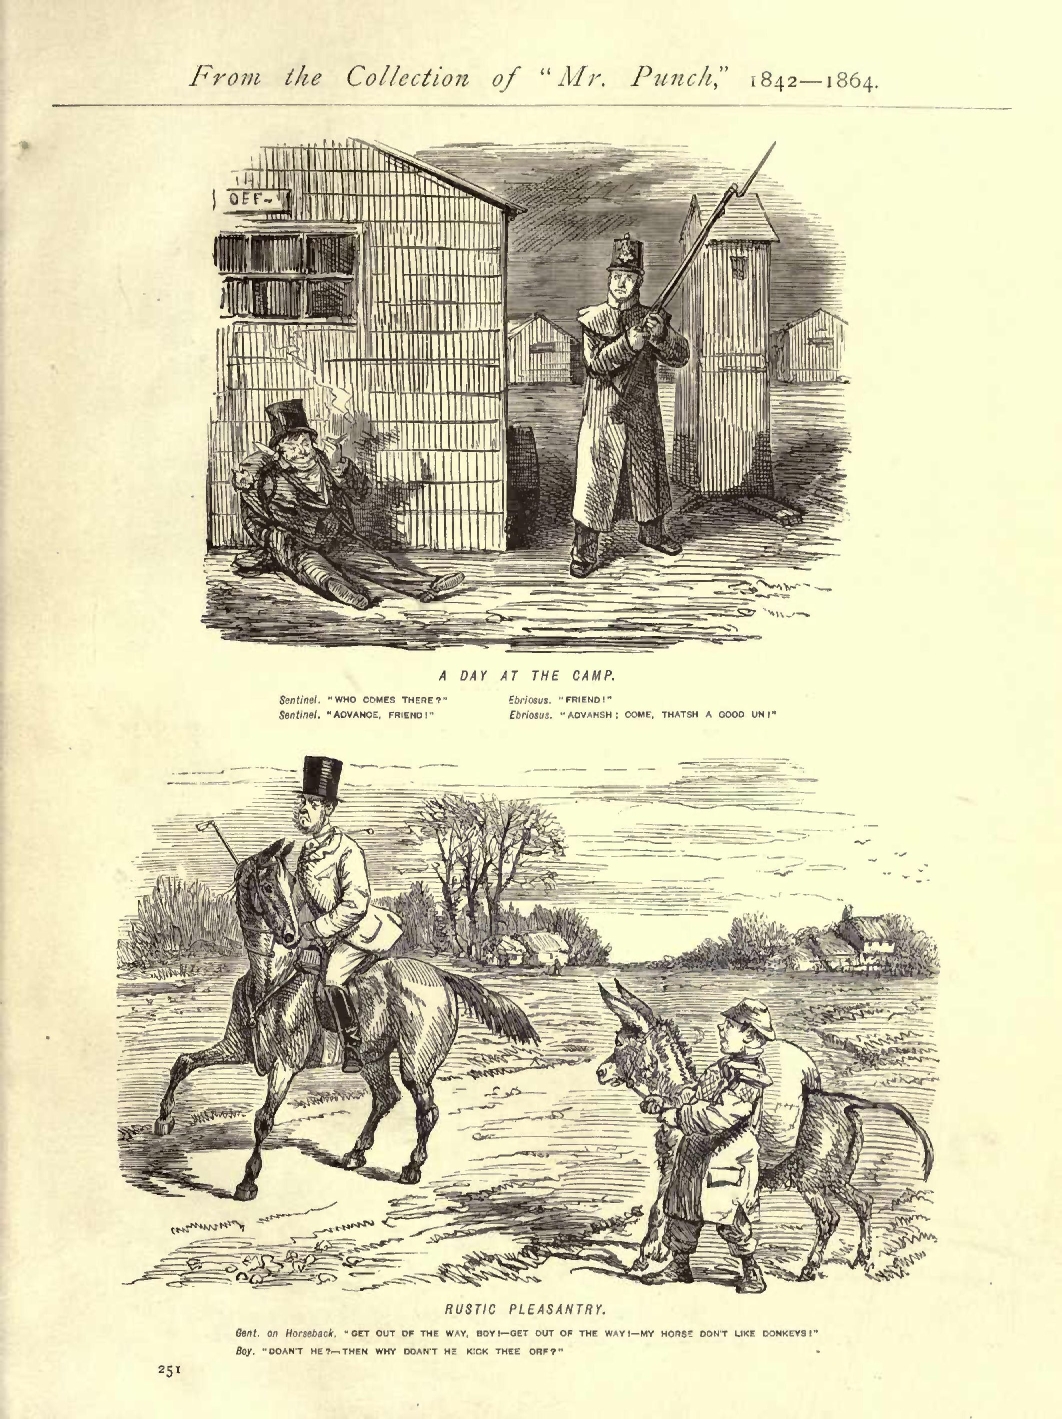 From the Collection of "Mr. Punch," 1842—1864.
OFF~
A DAY AT THE CAMP.
Sentinel. "WHO COMES THERE?" Ebriosus. "FRIEND!"
Sentinel. "ADVANCE, FRIEND!" Ebriosus. "ADVANSH; COME, THATSH A GOOD UN!"
RUSTIC PLEASANTRY.
Gent. on Horseback. "GET OUT OF THE WAY, BOY!—GET OUT OF THE WAY!—MY HORSE DON'T LIKE DONKEYS!"
Boy. "DOAN'T HE?—THEN WHY DOAN'T HE KICK THEE ORF?"
251